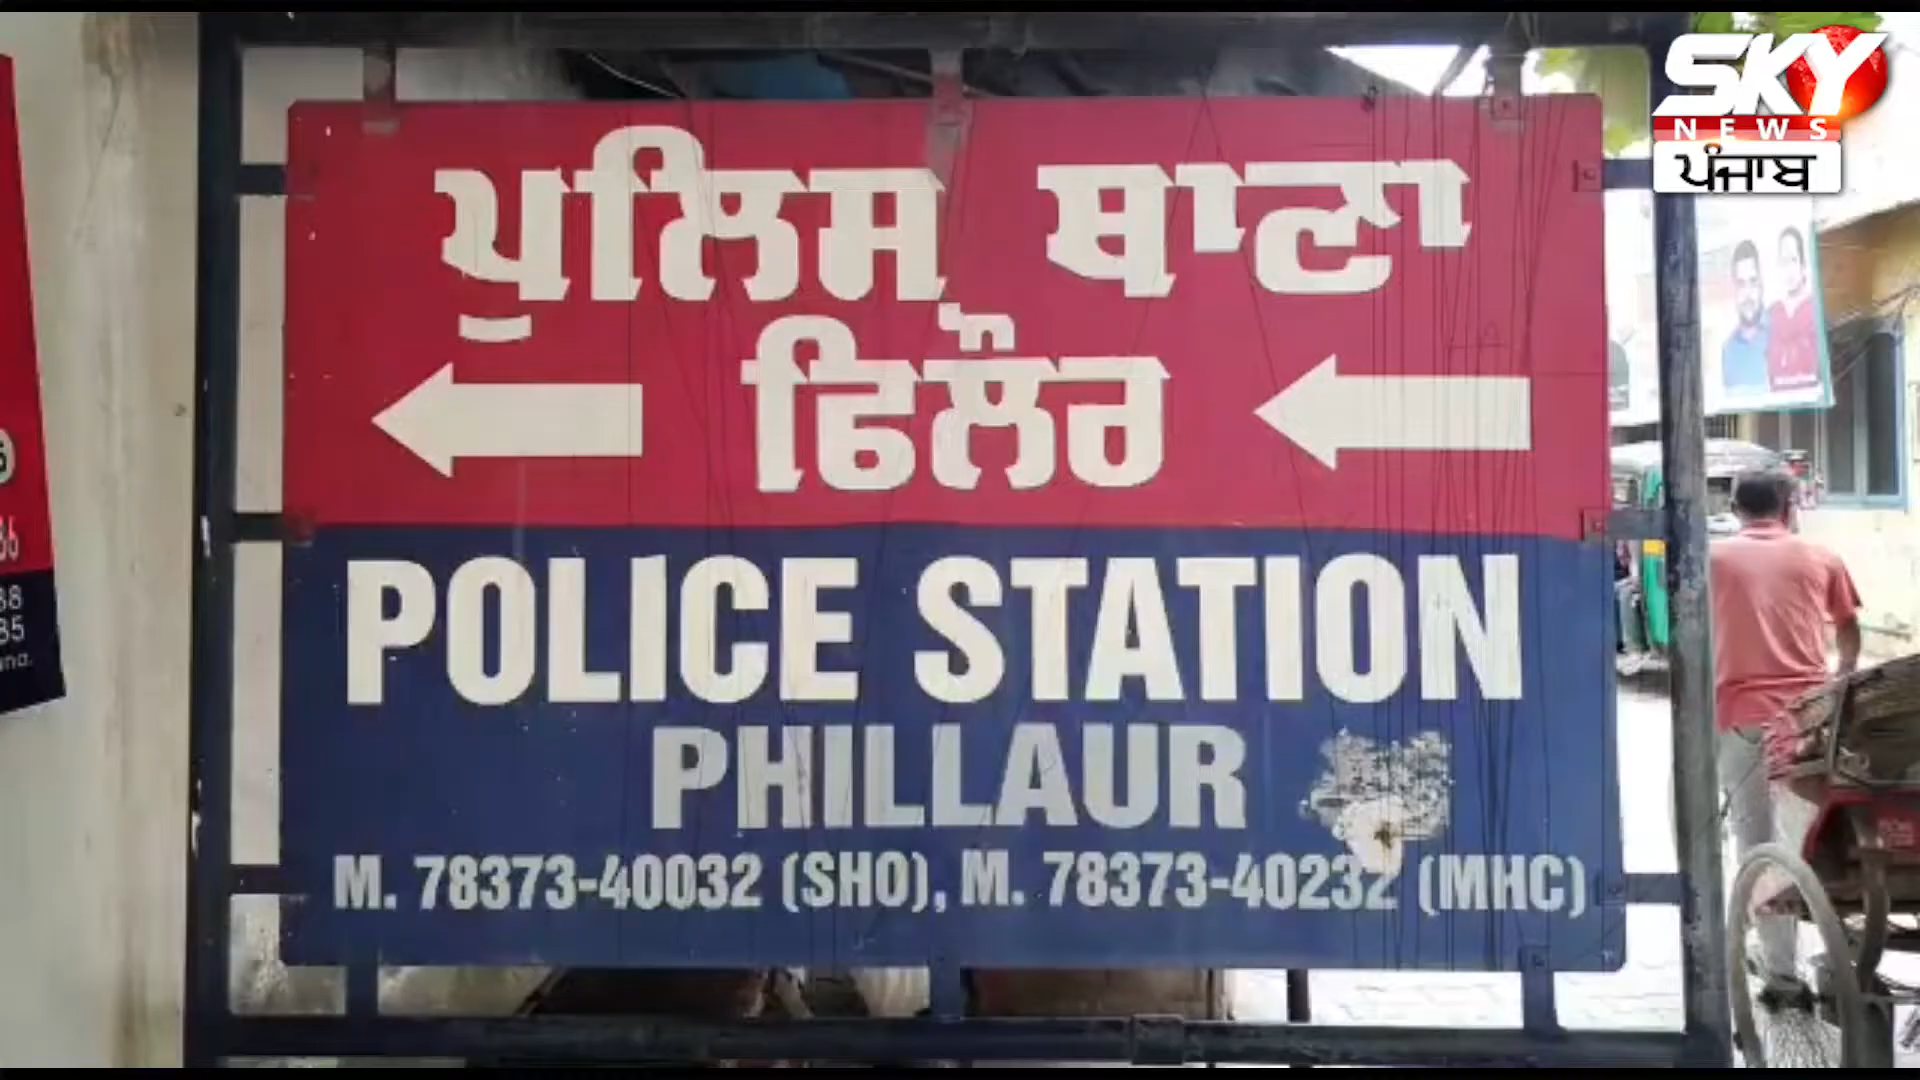 SKY
NEWS
ਪੰਜਾਬ
ਪੁਲਿਸ ਥਾਣਾ
ਫਿਲੌਰ
POLICE STATION
PHILLAUR
M. 78373-40032 (SHO), M. 78373-40232 (MHC)